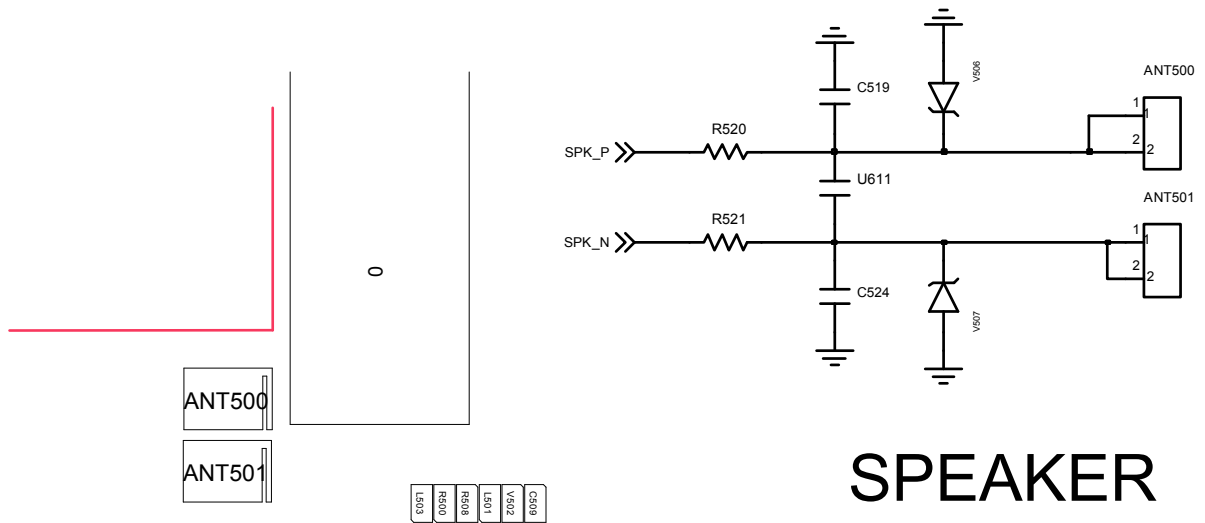 ANT500
V506
C519
1
1
R520
2
SPK_P
2
U611
ANT501
R521
1
SPK_N
1
2
2
0
C524
V507
ANT500
ANT501
SPEAKER
L503
R500
R508
L501
V502
C509